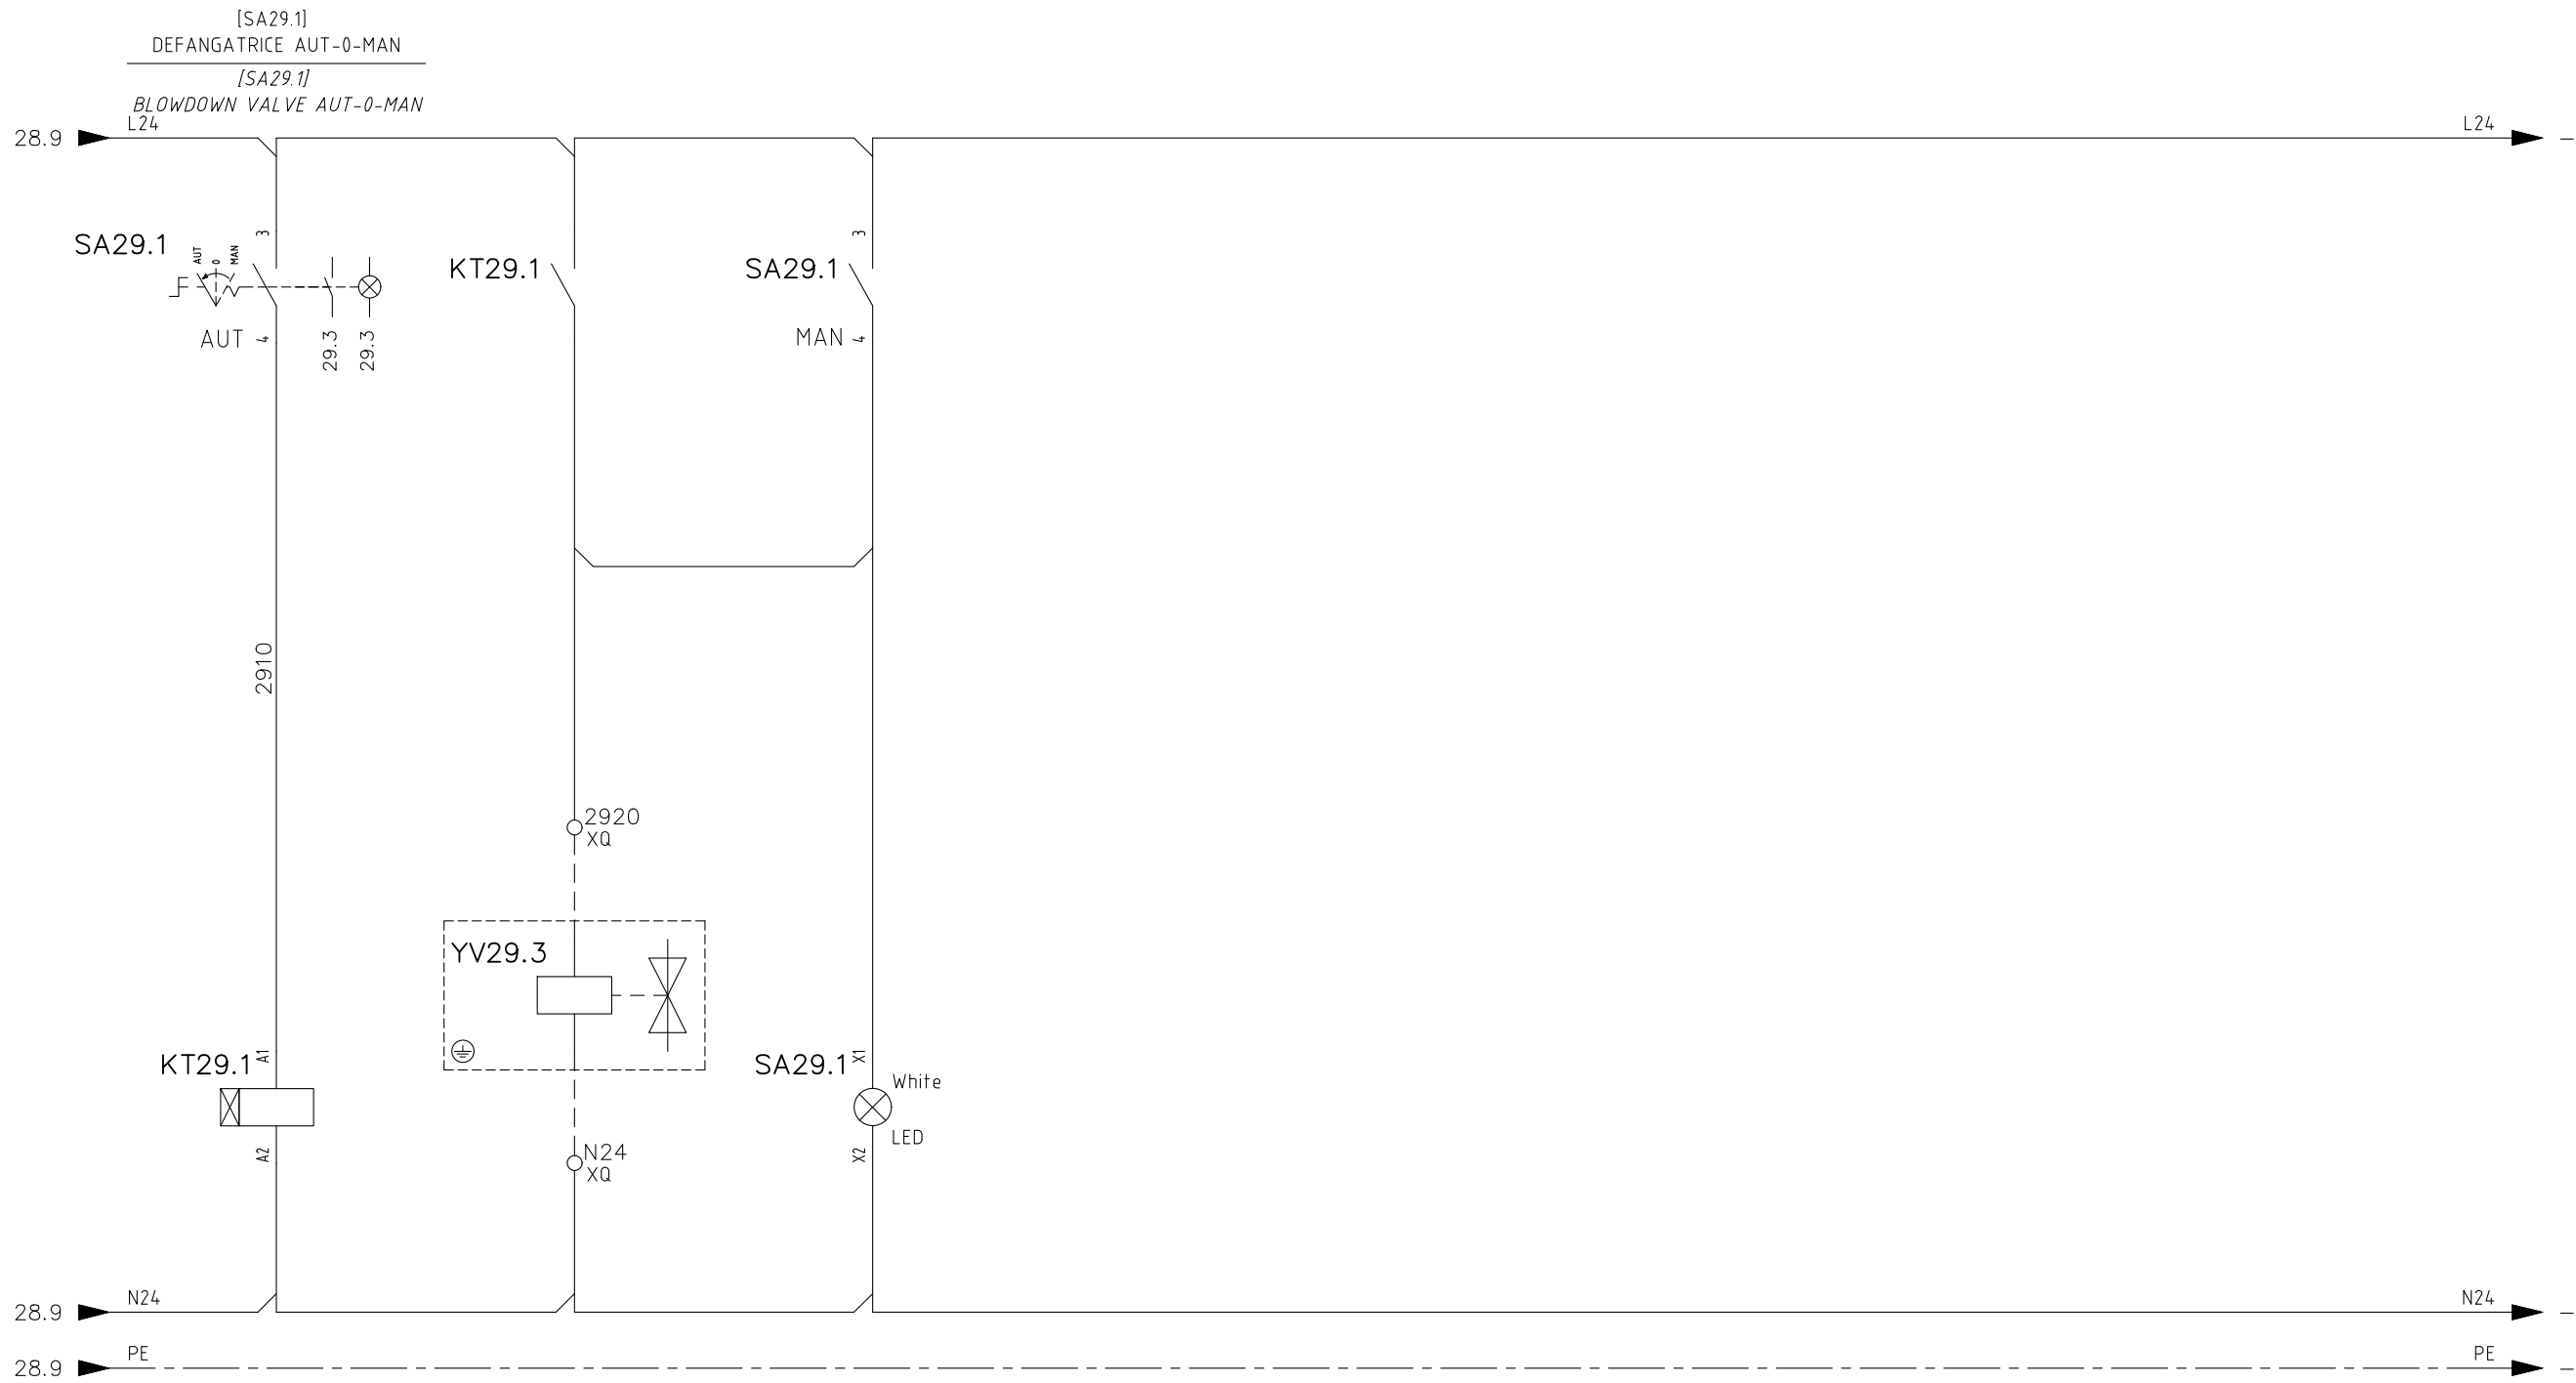 [SA29.1]
DEFANGATRICE AUT-0-MAN
[SA29.1]
BLOWDOWN VALVE AUT-0-MAN
28.9
L24
L24
SA29.1
AUT
0
MAN
3
AUT
4
29.3
29.3
KT29.1
SA29.1
3
MAN
4
2910
2920
XQ
YV29.3
KT29.1
A1
A2
SA29.1
X1
White
LED
X2
N24
XQ
28.9
N24
N24
28.9
PE
PE